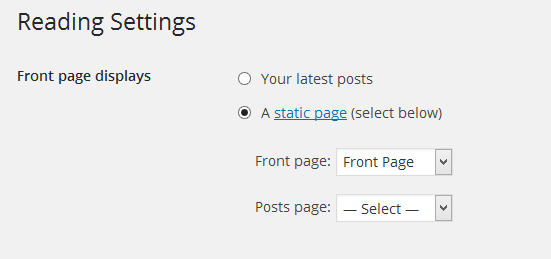 Reading Settings
Front page displays
Your latest posts
A static page (select below)
Front page: Front Page
Posts page: — Select —